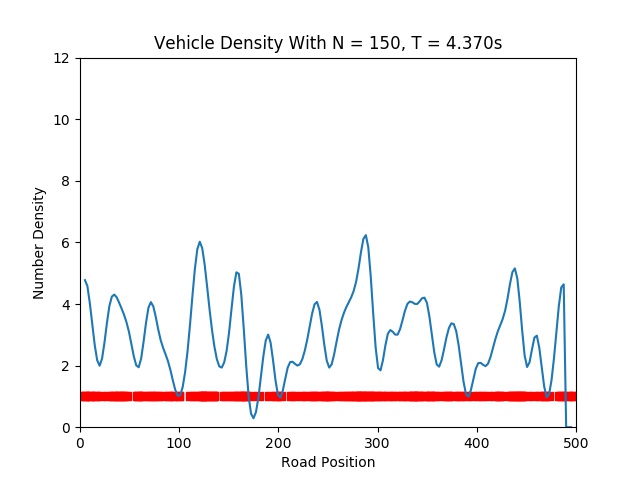 Vehicle Density With N = 150, T = 4.370s
12
10
8
6
4
2
0
Number Density
0 100 200 300 400 500
Road Position